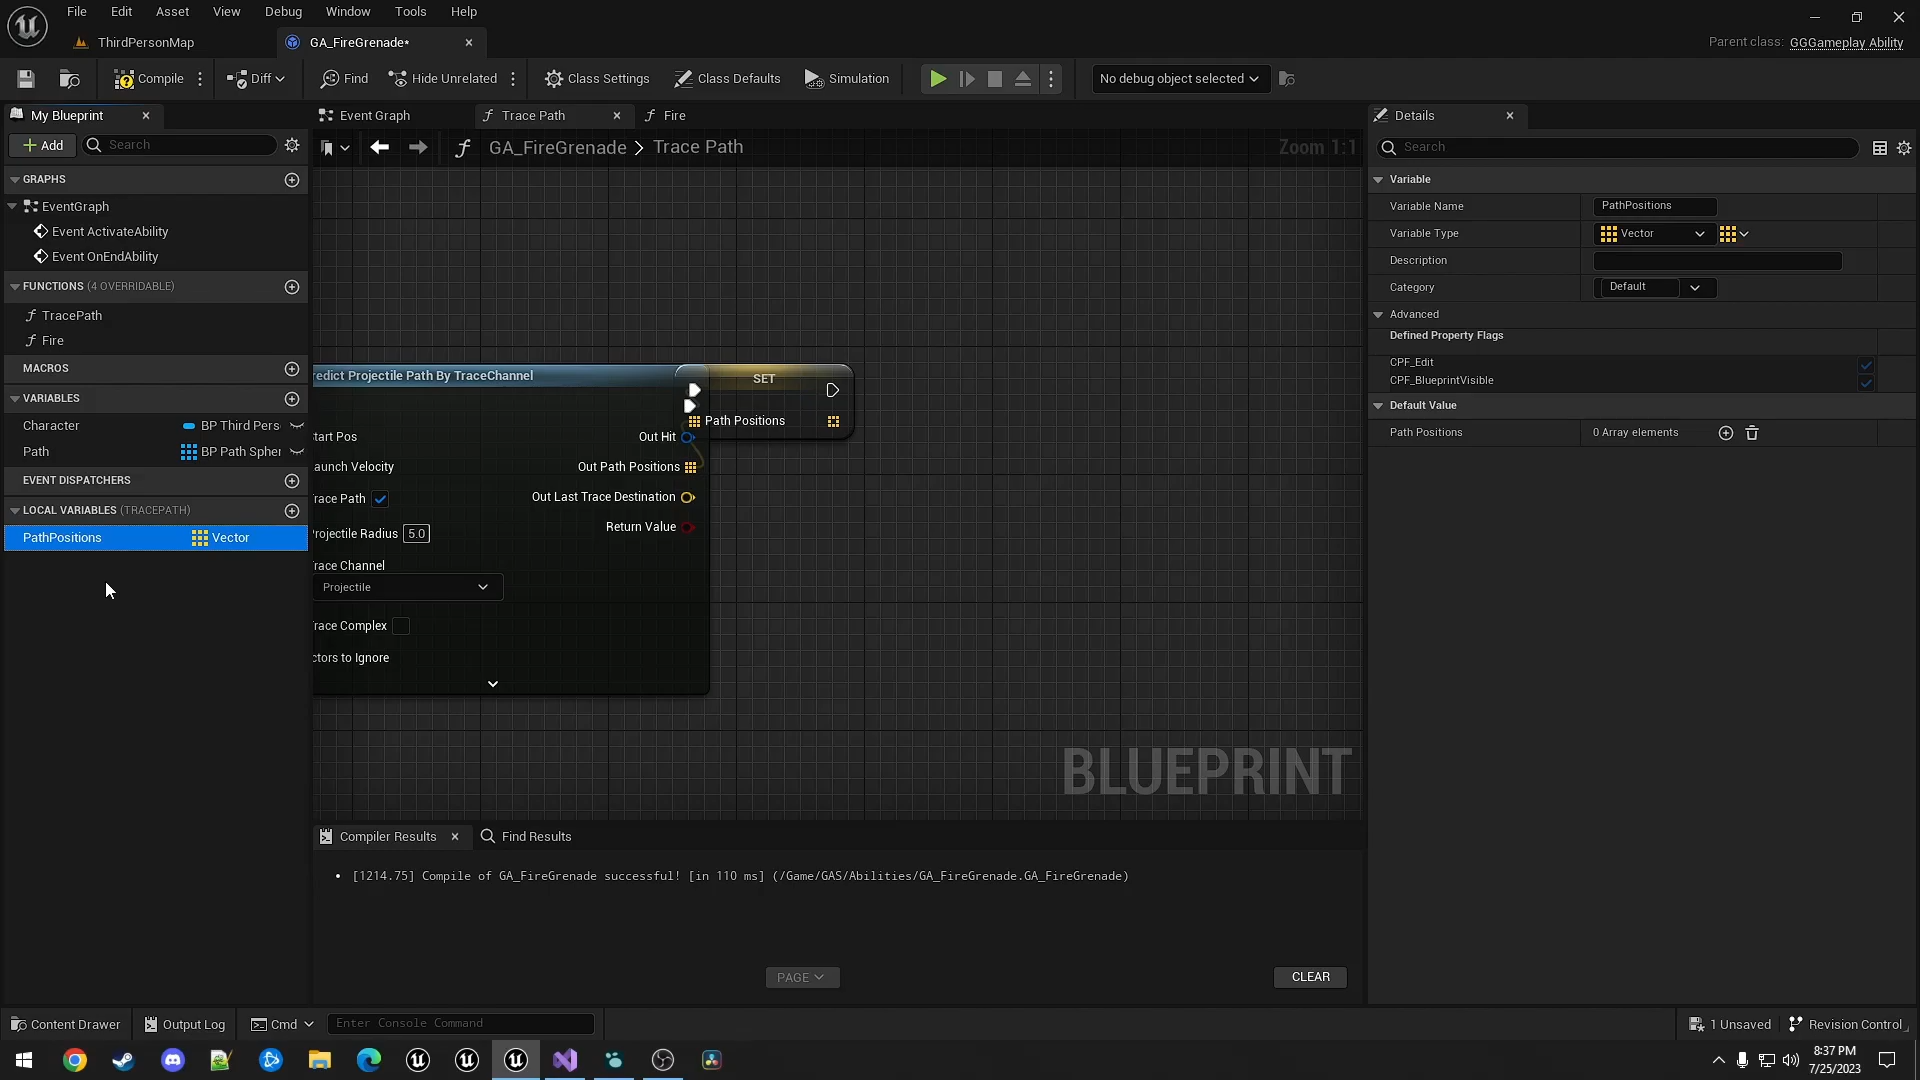 File Edit Asset View Debug Window Tools Help
ThirdPersonMap
GA_FireGrenade*
Parent class: GGGameplay Ability
Compile
Diff
Find
Hide Unrelated
Class Settings
Class Defaults
Simulation
No debug object selected
My Blueprint
Event Graph
Trace Path
Fire
Details
Add
Search
GA_FireGrenade > Trace Path
Zoom 1:1
Search
GRAPHS
EventGraph
Event ActivateAbility
Event OnEndAbility
FUNCTIONS (4 OVERRIDABLE)
TracePath
Fire
MACROS
VARIABLES
Character BP Third Pers
Path BP Path Spher
EVENT DISPATCHERS
LOCAL VARIABLES (TRACEPATH)
PathPositions Vector
redict Projectile Path By TraceChannel
tart Pos
aunch Velocity
race Path
rojectile Radius 5.0
race Channel
Projectile
race Complex
ctors to Ignore
Out Hit
Out Path Positions
Out Last Trace Destination
Return Value
SET
Path Positions
BLUEPRINT
Variable
Variable Name PathPositions
Variable Type Vector
Description
Category Default
Advanced
Defined Property Flags
CPF_Edit
CPF_BlueprintVisible
Default Value
Path Positions 0 Array elements
Compiler Results
Find Results
• [1214.75] Compile of GA_FireGrenade successful! [in 110 ms] (/Game/GAS/Abilities/GA_FireGrenade.GA_FireGrenade)
PAGE
CLEAR
Content Drawer
Output Log
Cmd
Enter Console Command
1 Unsaved
Revision Control
8:37 PM
7/25/2023